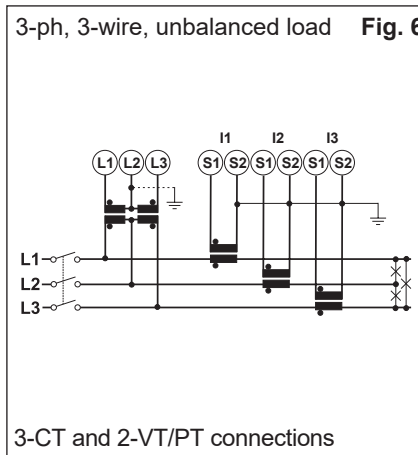 3-ph, 3-wire, unbalanced load Fig. 6
I1 I2 I3
L1 L2 L3 S1 S2 S1 S2 S1 S2
L1
L2
L3
3-CT and 2-VT/PT connections